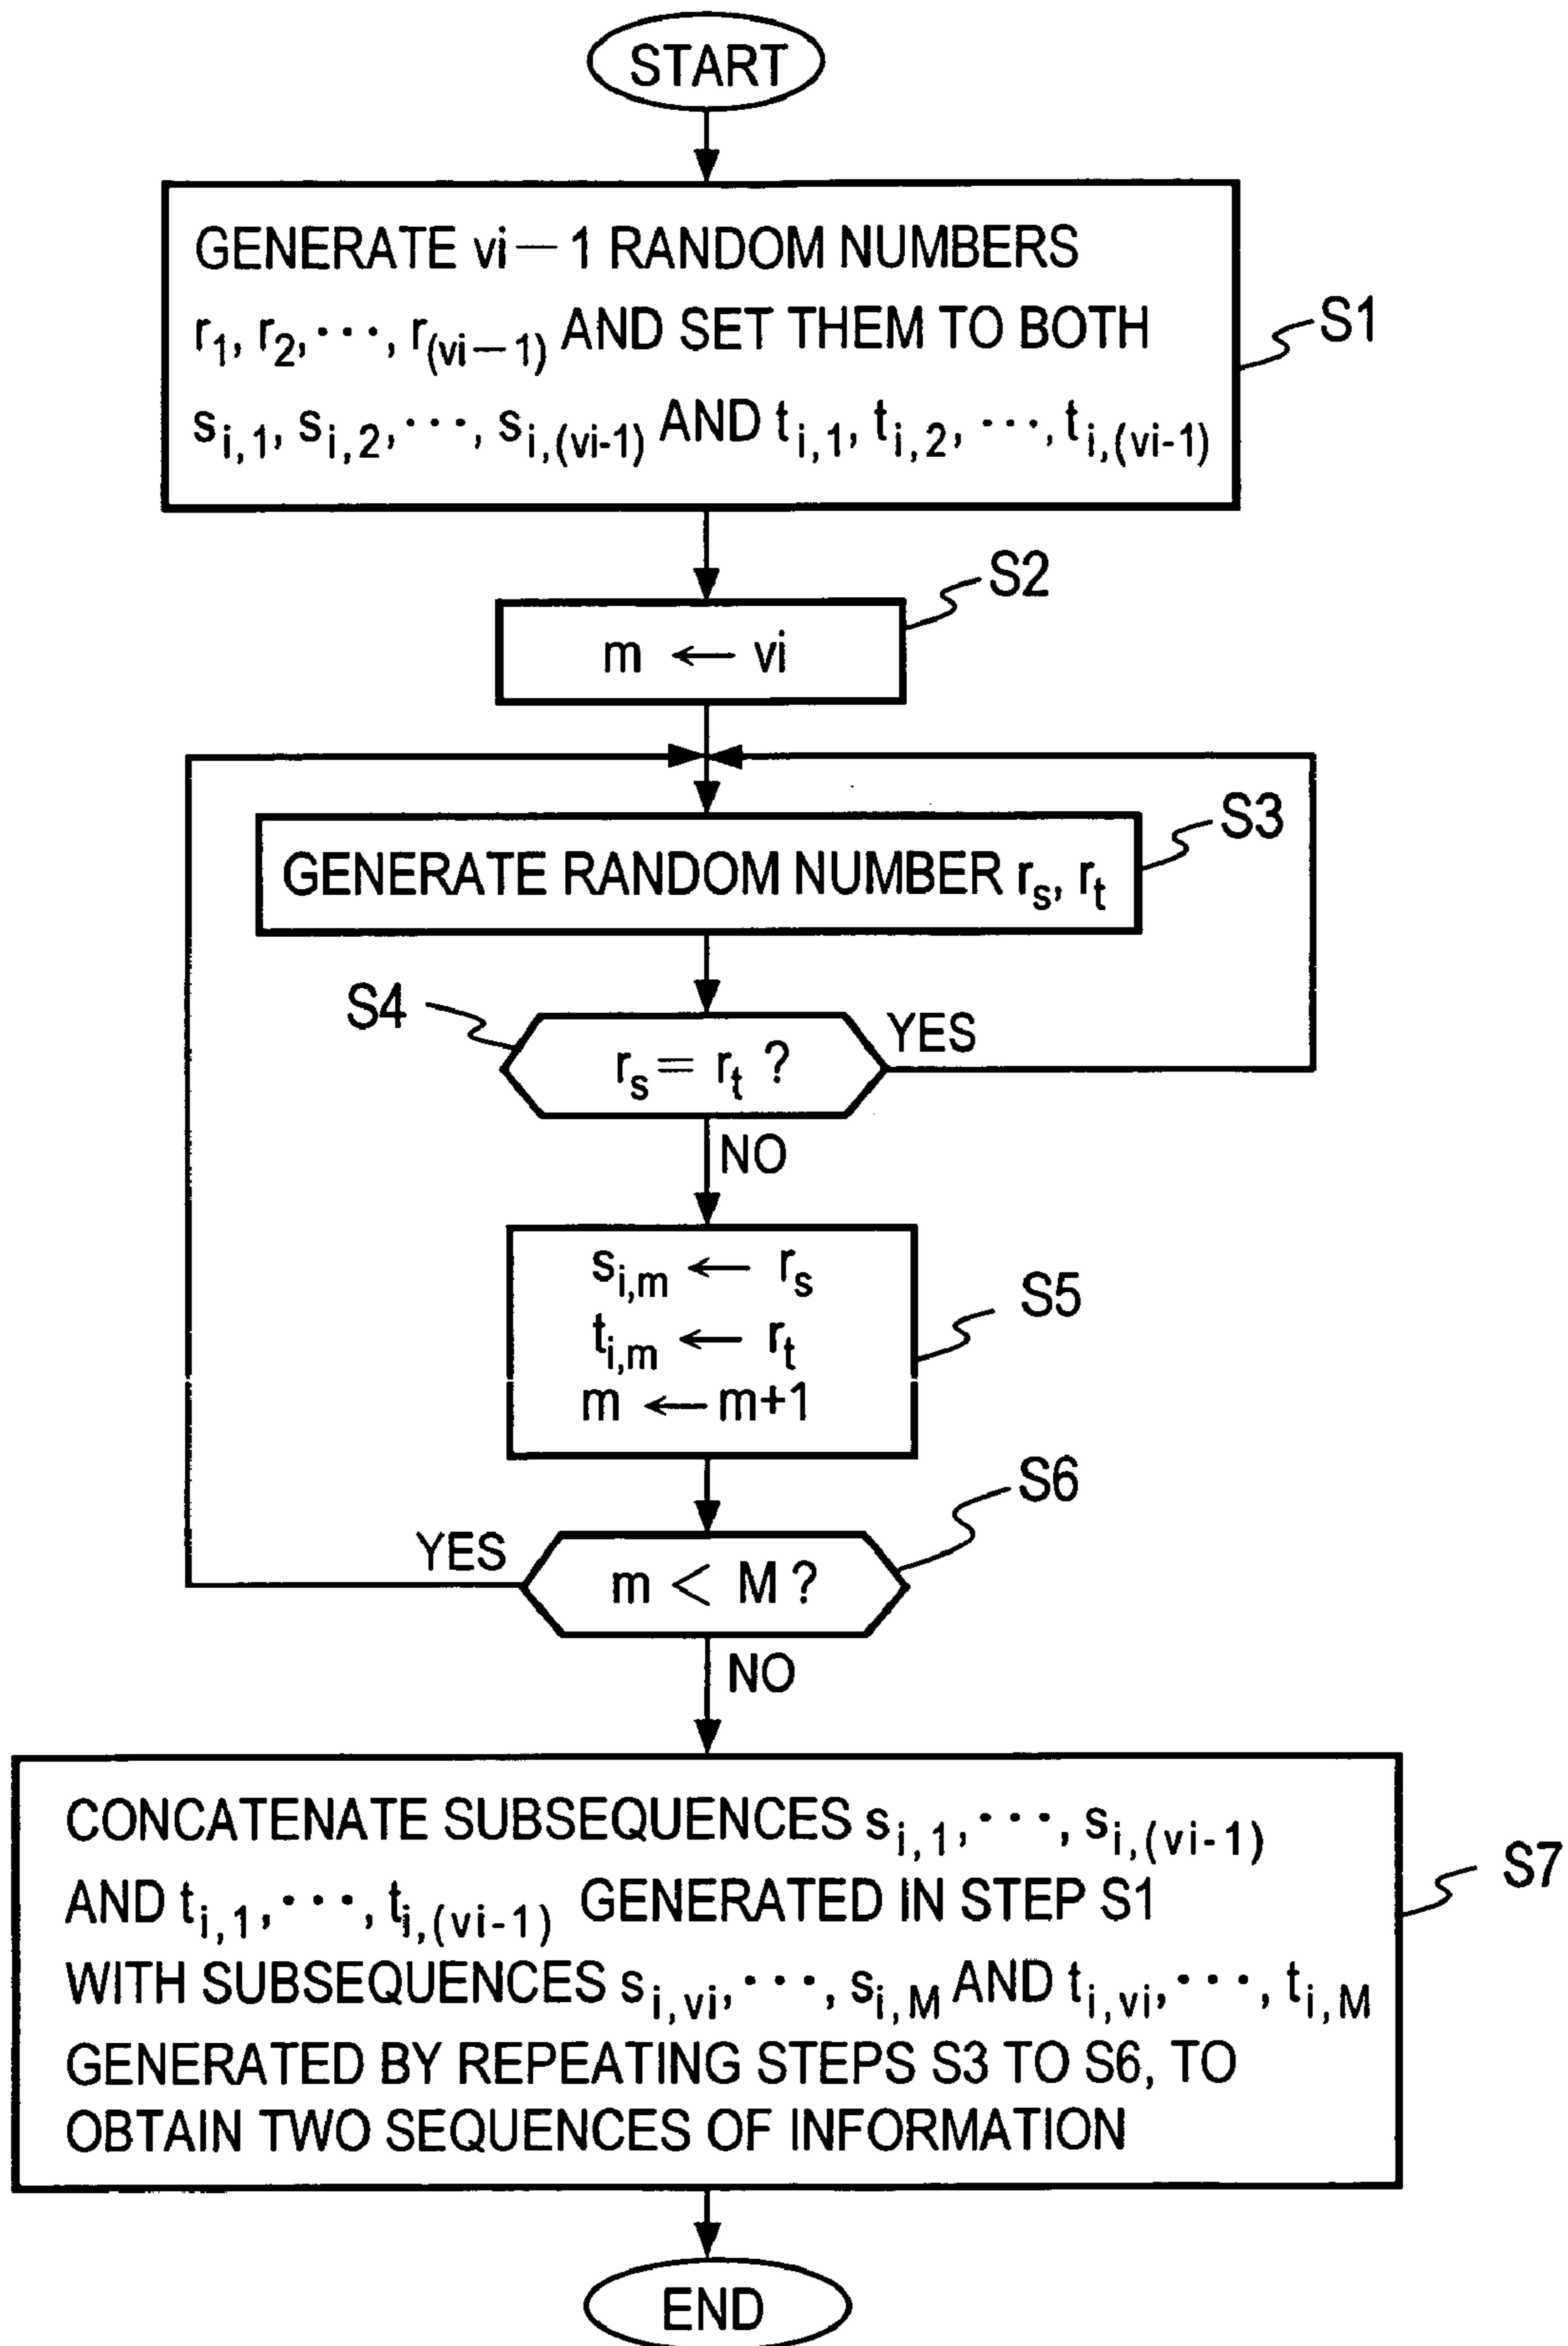 START
GENERATE vi — 1 RANDOM NUMBERS
r1, r2, ···, r(vi — 1) AND SET THEM TO BOTH
si,1, si,2, ···, si,(vi-1) AND ti,1, ti,2, ···, ti,(vi-1)
S1
S2
m ← vi
S3
GENERATE RANDOM NUMBER rs, rt
S4
rs = rt ?
YES
NO
si,m ← rs
ti,m ← rt
m ← m+1
S5
S6
YES
m < M ?
NO
CONCATENATE SUBSEQUENCES si,1, ···, si,(vi-1)
AND ti,1, ···, ti,(vi-1) GENERATED IN STEP S1
WITH SUBSEQUENCES si,vi, ···, si,M AND ti,vi, ···, ti,M
GENERATED BY REPEATING STEPS S3 TO S6, TO
OBTAIN TWO SEQUENCES OF INFORMATION
S7
END